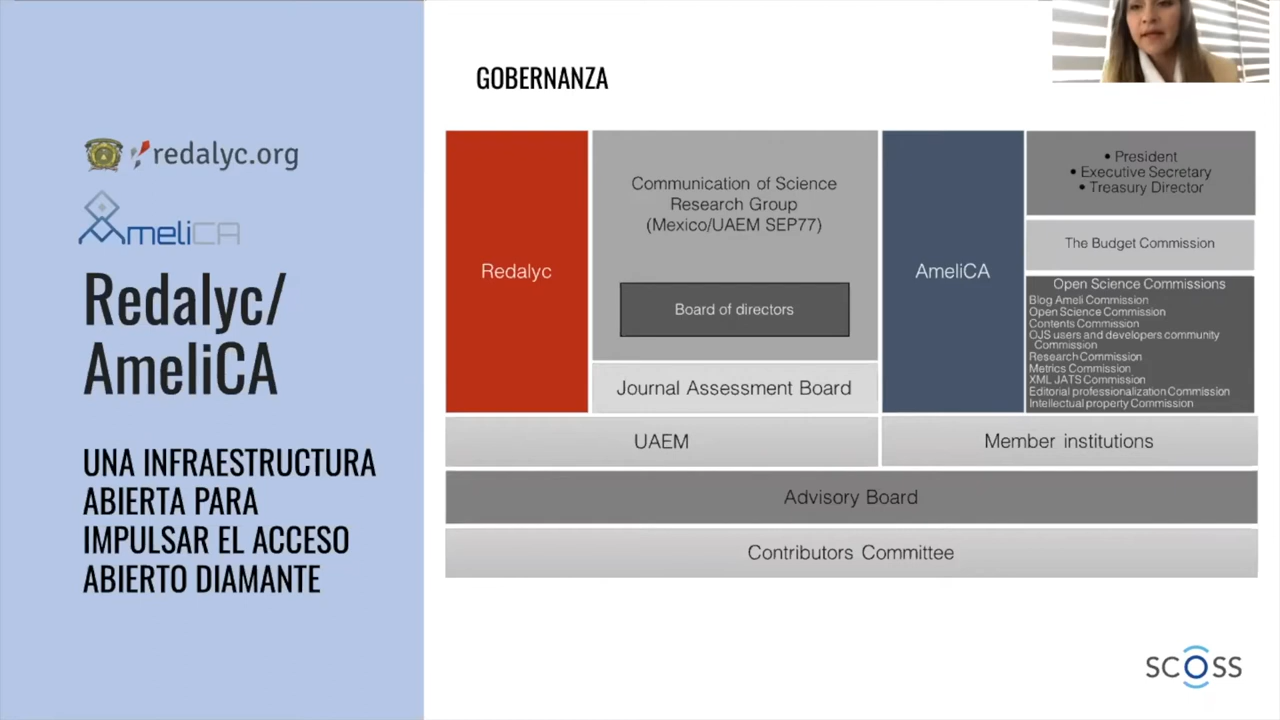 redalyc.org
AmeliCA
Redalyc/
AmeliCA
UNA INFRAESTRUCTURA
ABIERTA PARA
IMPULSAR EL ACCESO
ABIERTO DIAMANTE
GOBERNANZA
Redalyc
Communication of Science
Research Group
(Mexico/UAEM SEP77)
Board of directors
Journal Assessment Board
AmeliCA
• President
• Executive Secretary
• Treasury Director
The Budget Commission
Open Science Commissions
Blog Ameli Commission
Open Science Commission
Contents Commission
OJS users and developers community
Commission
Research Commission
Metrics Commission
XML JATS Commission
Editorial professionalization Commission
Intellectual property Commission
UAEM
Member institutions
Advisory Board
Contributors Committee
SCOSS